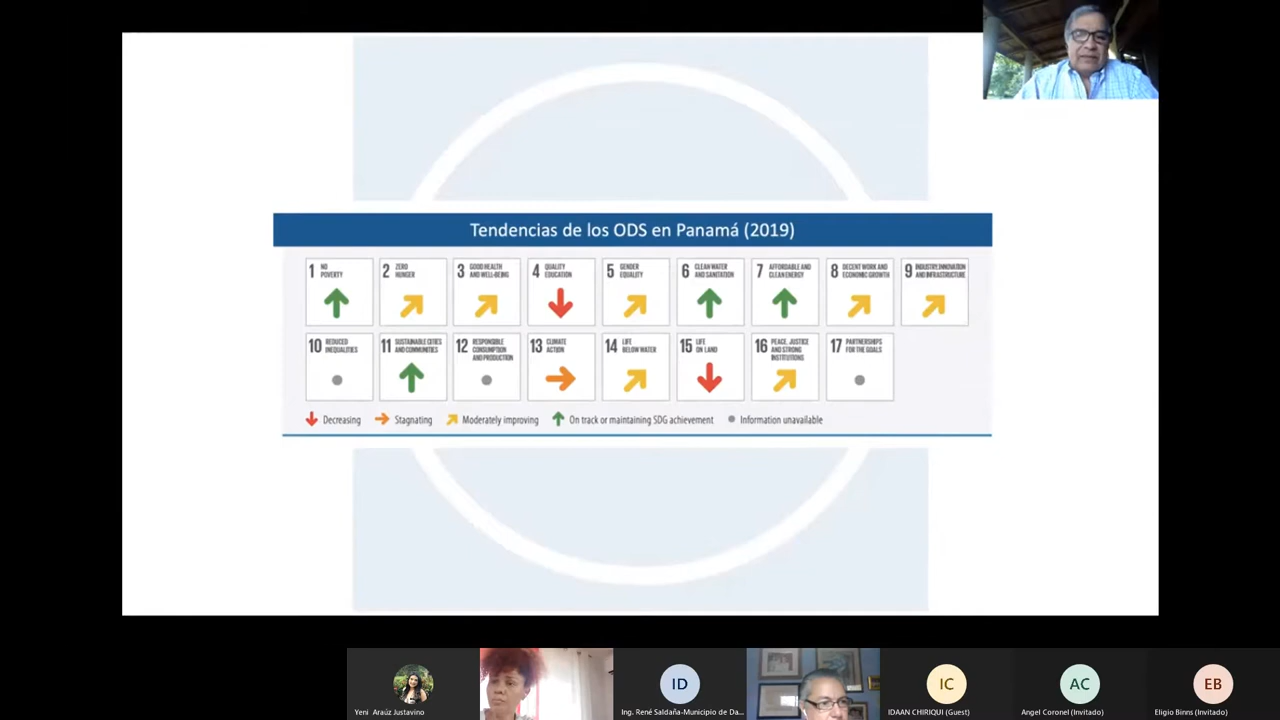 Tendencias de los ODS en Panamá (2019)
1 NO POVERTY
2 ZERO HUNGER
3 GOOD HEALTH AND WELL-BEING
4 QUALITY EDUCATION
5 GENDER EQUALITY
6 CLEAN WATER AND SANITATION
7 AFFORDABLE AND CLEAN ENERGY
8 DECENT WORK AND ECONOMIC GROWTH
9 INDUSTRY, INNOVATION AND INFRASTRUCTURE
10 REDUCED INEQUALITIES
11 SUSTAINABLE CITIES AND COMMUNITIES
12 RESPONSIBLE CONSUMPTION AND PRODUCTION
13 CLIMATE ACTION
14 LIFE BELOW WATER
15 LIFE ON LAND
16 PEACE, JUSTICE AND STRONG INSTITUTIONS
17 PARTNERSHIPS FOR THE GOALS
Decreasing Stagnating Moderately improving On track or maintaining SDG achievement Information unavailable
ID IC AC EB
Yeni Araúz Justavino
Ing. René Saldaña-Municipio de Da...
IDAAN CHIRIQUI (Guest)
Angel Coronel (Invitado)
Eligio Binns (Invitado)